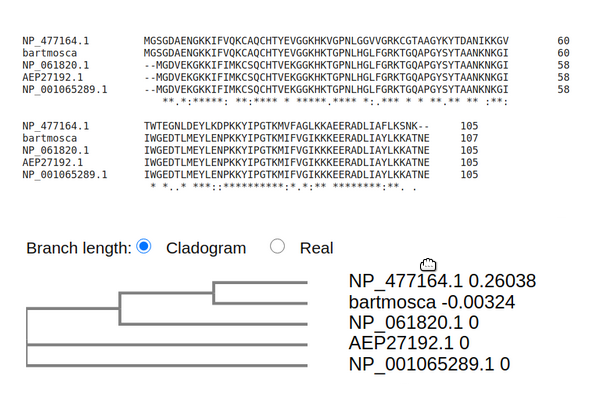 NP_477164.1 MGSGDAENGKKIFVQKCAQCHTYEVGGKHKVGPNLGGVVGRKCGTAAGYKYTDANIKKGV 60
bartmosca MGSGDAENGKKIFVQKCAQCHTVEKGGKHKTGPNLHGLFGRKTGQAPGYSYTAANKNKGI 60
NP_061820.1 --MGDVEKGKKIFIMKCSQCHTVEKGGKHKTGPNLHGLFGRKTGQAPGYSYTAANKNKGI 58
AEP27192.1 --MGDVEKGKKIFIMKCSQCHTVEKGGKHKTGPNLHGLFGRKTGQAPGYSYTAANKNKGI 58
NP_001065289.1 --MGDVEKGKKIFIMKCSQCHTVEKGGKHKTGPNLHGLFGRKTGQAPGYSYTAANKNKGI 58
**.*:*****: **:**** * *****.**** *:.*** * * **.** ** :**:
NP_477164.1 TWTEGNLDEYLKDPKKYIPGTKMVFAGLKKAEERADLIAFLKSNK-- 105
bartmosca IWGEDTLMEYLENPKKYIPGTKMIFVGIKKKEERADLIAYLKKATNE 107
NP_061820.1 IWGEDTLMEYLENPKKYIPGTKMIFVGIKKKEERADLIAYLKKATNE 105
AEP27192.1 IWGEDTLMEYLENPKKYIPGTKMIFVGIKKKEERADLIAYLKKATNE 105
NP_001065289.1 IWGEDTLMEYLENPKKYIPGTKMIFVGIKKKEERADLIAYLKKATNE 105
* *..* ***::**********:*.*:** ********:**. .
Branch length: Cladogram Real
NP_477164.1 0.26038
bartmosca -0.00324
NP_061820.1 0
AEP27192.1 0
NP_001065289.1 0